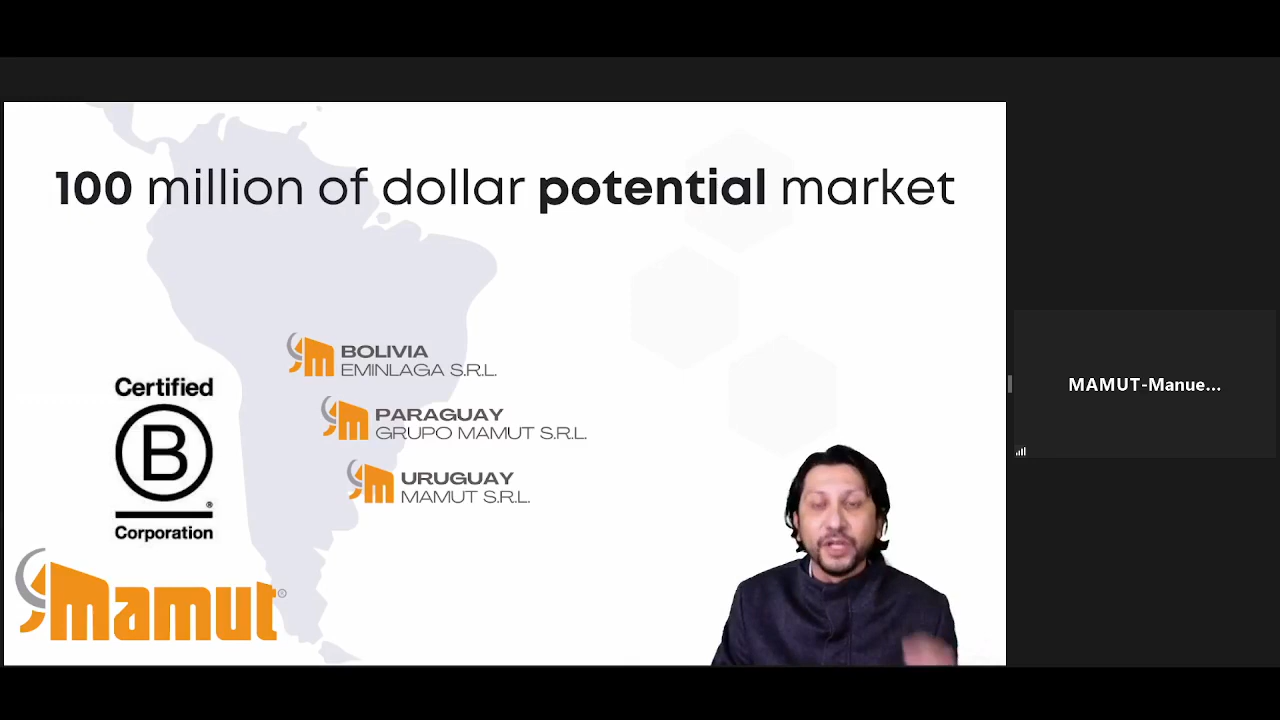 100 million of dollar potential market
BOLIVIA
EMINLAGA S.R.L.
PARAGUAY
GRUPO MAMUT S.R.L.
URUGUAY
MAMUT S.R.L.
Certified
B
®
Corporation
mamut®
MAMUT-Manue...